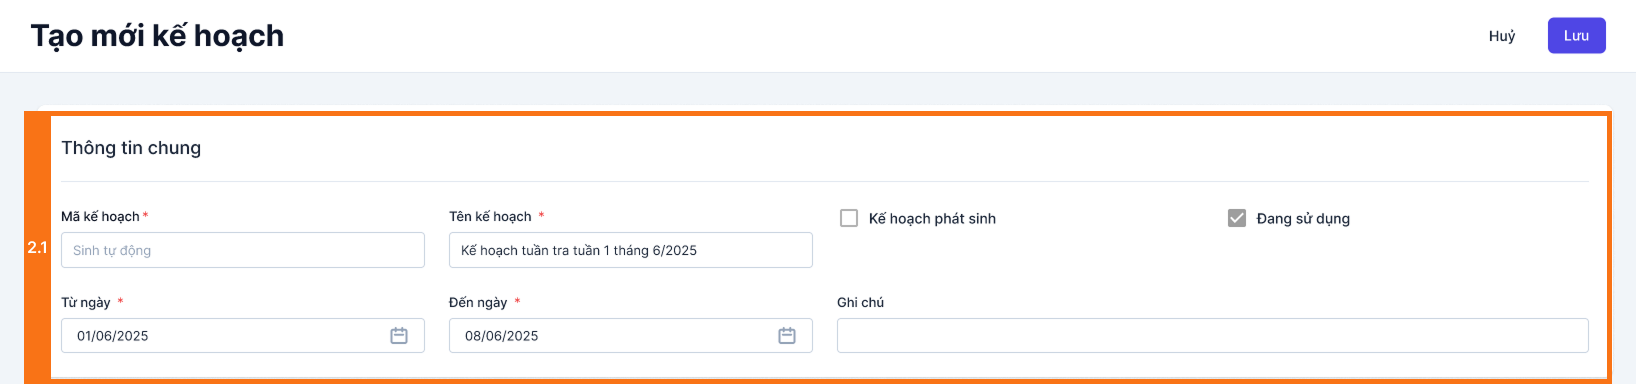 Tạo mới kế hoạch
Huỷ
Lưu
2.1
Thông tin chung
Mã kế hoạch*
Tên kế hoạch *
Kế hoạch phát sinh
Đang sử dụng
Sinh tự động
Kế hoạch tuần tra tuần 1 tháng 6/2025
Từ ngày *
Đến ngày *
Ghi chú
01/06/2025
08/06/2025